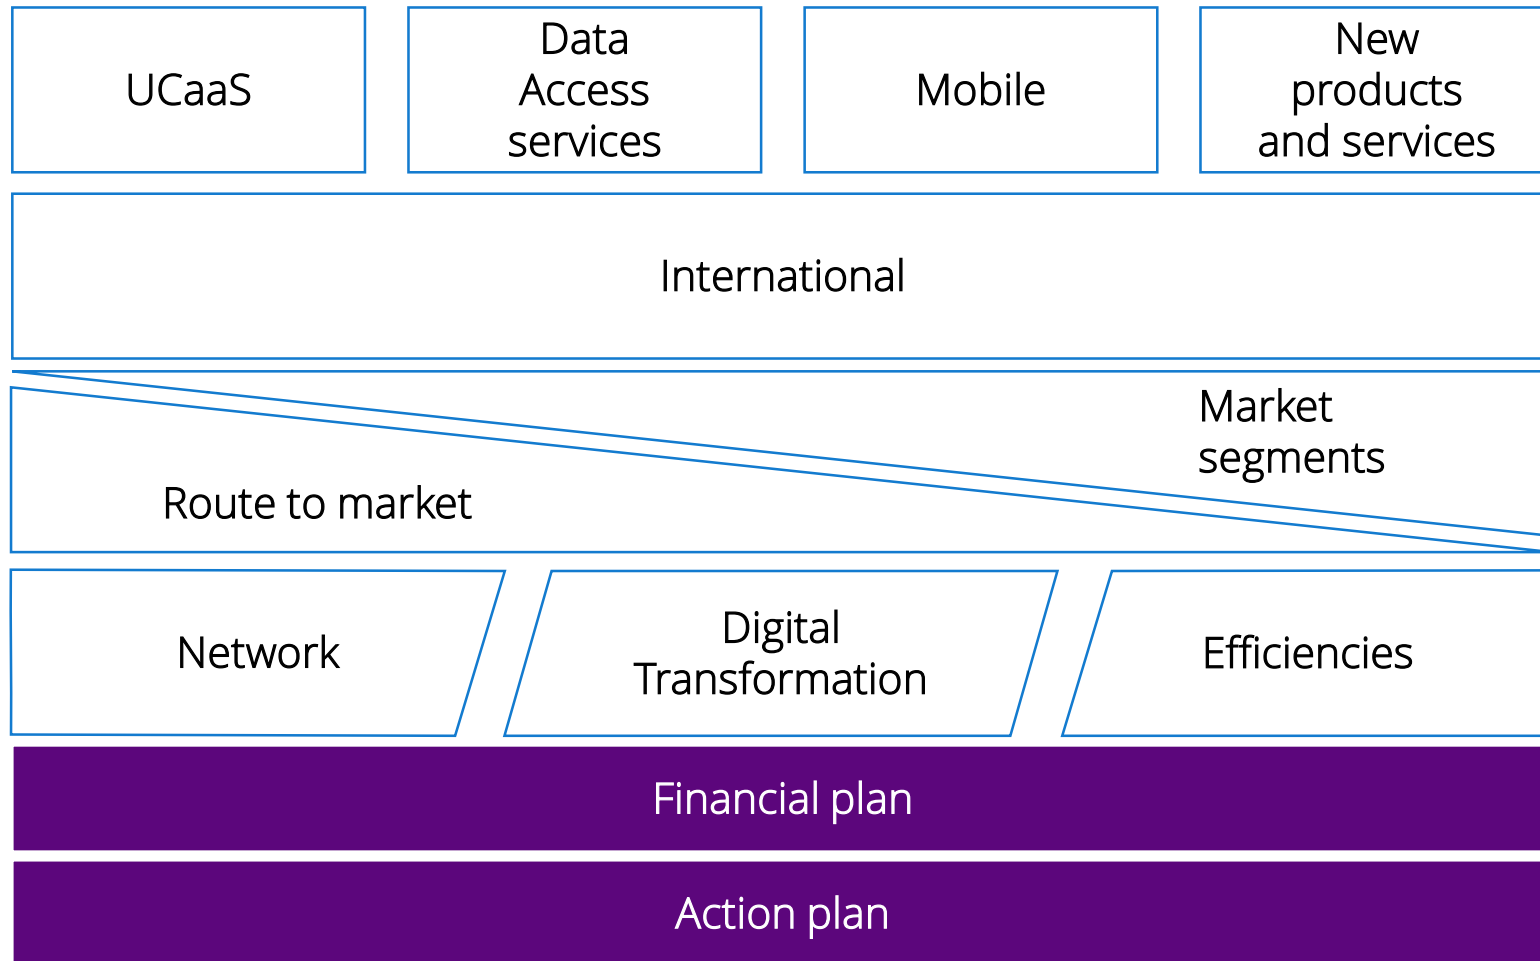 UCaaS
Data
Access
services
Mobile
New
products
and services
International
Market
segments
Route to market
Network
Digital
Transformation
Efficiencies
Financial plan
Action plan